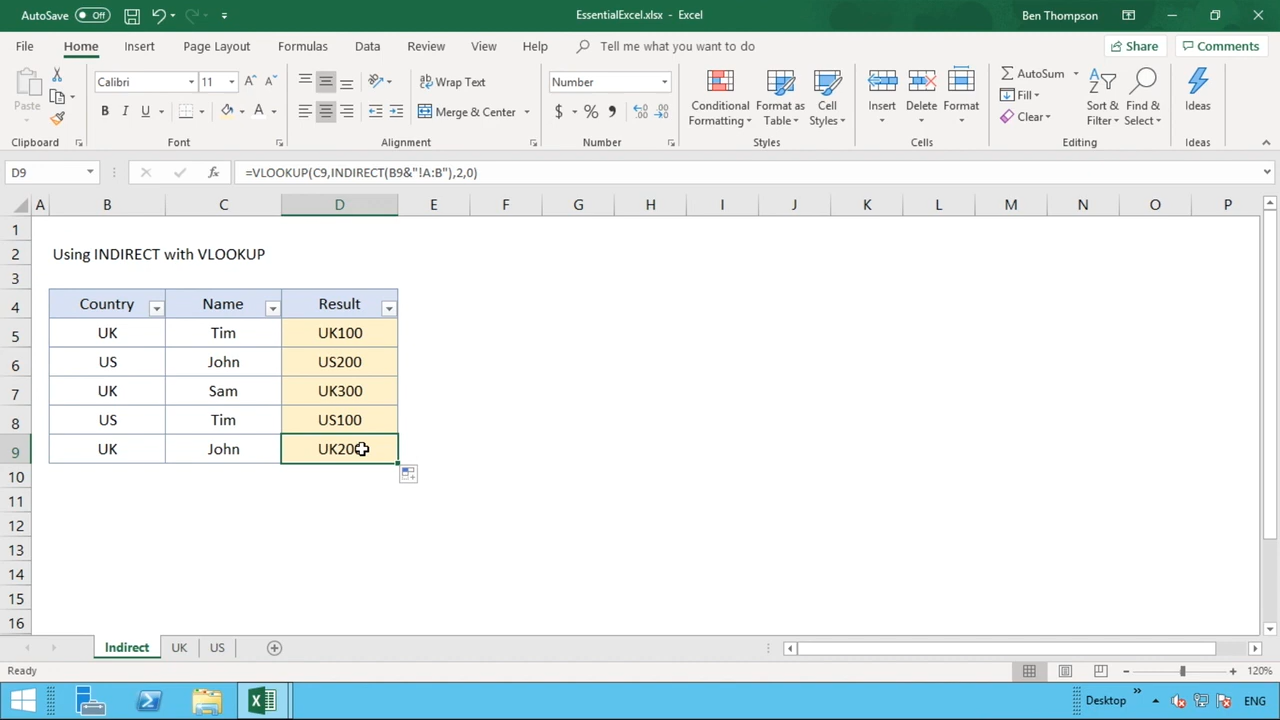 AutoSave Off EssentialExcel.xlsx - Excel Ben Thompson
File Home Insert Page Layout Formulas Data Review View Help Tell me what you want to do Share Comments
Paste Calibri 11 A A Wrap Text Number Conditional Formatting Format as Table Cell Styles Insert Delete Format AutoSum Fill Clear Sort & Filter Find & Select Ideas
B I U A Merge & Center $ % ,
Clipboard Font Alignment Number Styles Cells Editing Ideas
D9 fx =VLOOKUP(C9,INDIRECT(B9&"!A:B"),2,0)
A B C D E F G H I J K L M N O P
1
2 Using INDIRECT with VLOOKUP
3
4 Country Name Result
5 UK Tim UK100
6 US John US200
7 UK Sam UK300
8 US Tim US100
9 UK John UK200
10
11
12
13
14
15
16
Indirect UK US
Ready 120%
Desktop ENG